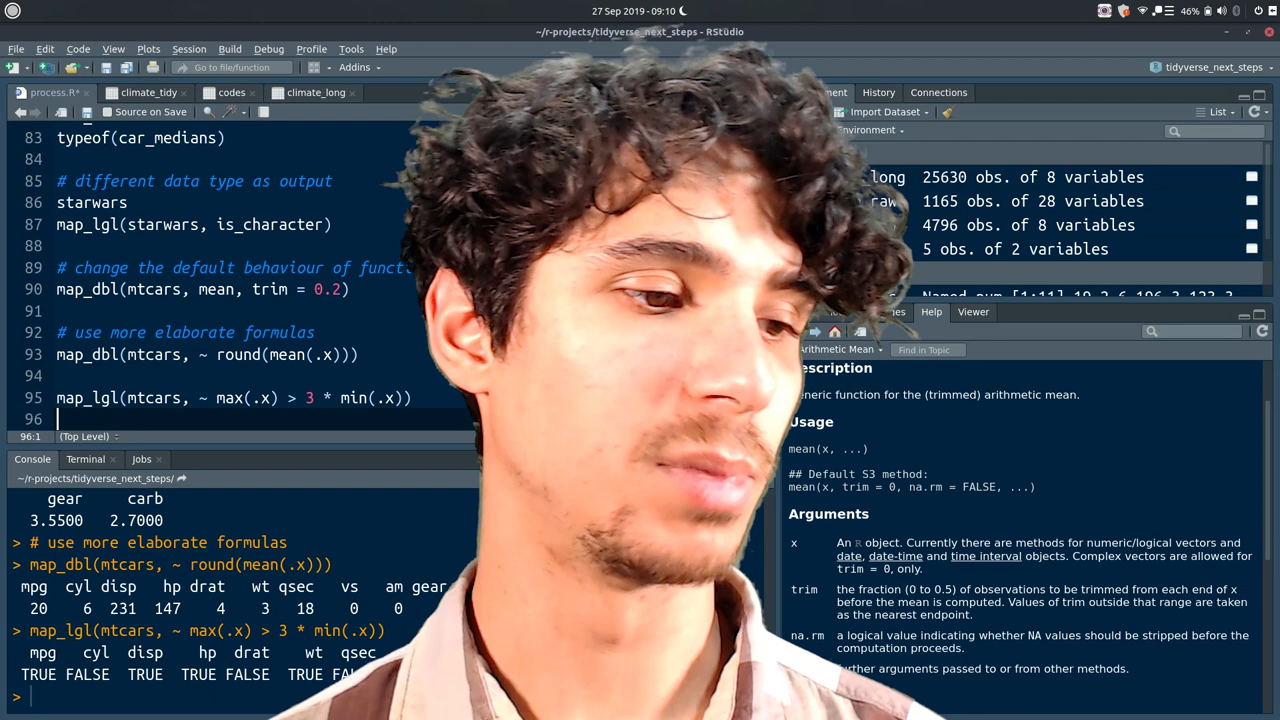 27 Sep 2019 - 09:10
46%
~/r-projects/tidyverse_next_steps - RStudio
File Edit Code View Plots Session Build Debug Profile Tools Help
Go to file/function
Addins
tidyverse_next_steps
process.R*
climate_tidy
codes
climate_long
Source on Save
83 typeof(car_medians)
84
85 # different data type as output
86 starwars
87 map_lgl(starwars, is_character)
88
89 # change the default behaviour of
90 map_dbl(mtcars, mean, trim = 0.2)
91
92 # use more elaborate formulas
93 map_dbl(mtcars, ~ round(mean(.x)))
94
95 map_lgl(mtcars, ~ max(.x) > 3 * min(.x))
96
96:1 (Top Level)
Console Terminal Jobs
~/r-projects/tidyverse_next_steps/
gear carb
3.5500 2.7000
> # use more elaborate formulas
> map_dbl(mtcars, ~ round(mean(.x)))
mpg cyl disp hp drat wt qsec vs am gear
20 6 231 147 4 3 18 0 0
> map_lgl(mtcars, ~ max(.x) > 3 * min(.x))
mpg cyl disp hp drat wt qsec
TRUE FALSE TRUE TRUE FALSE TRUE
>
History Connections
Import Dataset
List
Environment
long 25630 obs. of 8 variables
1165 obs. of 28 variables
4796 obs. of 8 variables
5 obs. of 2 variables
Help Viewer
Arithmetic Mean
Find in Topic
Description
Generic function for the (trimmed) arithmetic mean.
Usage
mean(x, ...)
## Default S3 method:
mean(x, trim = 0, na.rm = FALSE, ...)
Arguments
x An R object. Currently there are methods for numeric/logical vectors and
date, date-time and time interval objects. Complex vectors are allowed for
trim = 0, only.
trim the fraction (0 to 0.5) of observations to be trimmed from each end of x
before the mean is computed. Values of trim outside that range are taken
as the nearest endpoint.
na.rm a logical value indicating whether NA values should be stripped before the
computation proceeds.
further arguments passed to or from other methods.